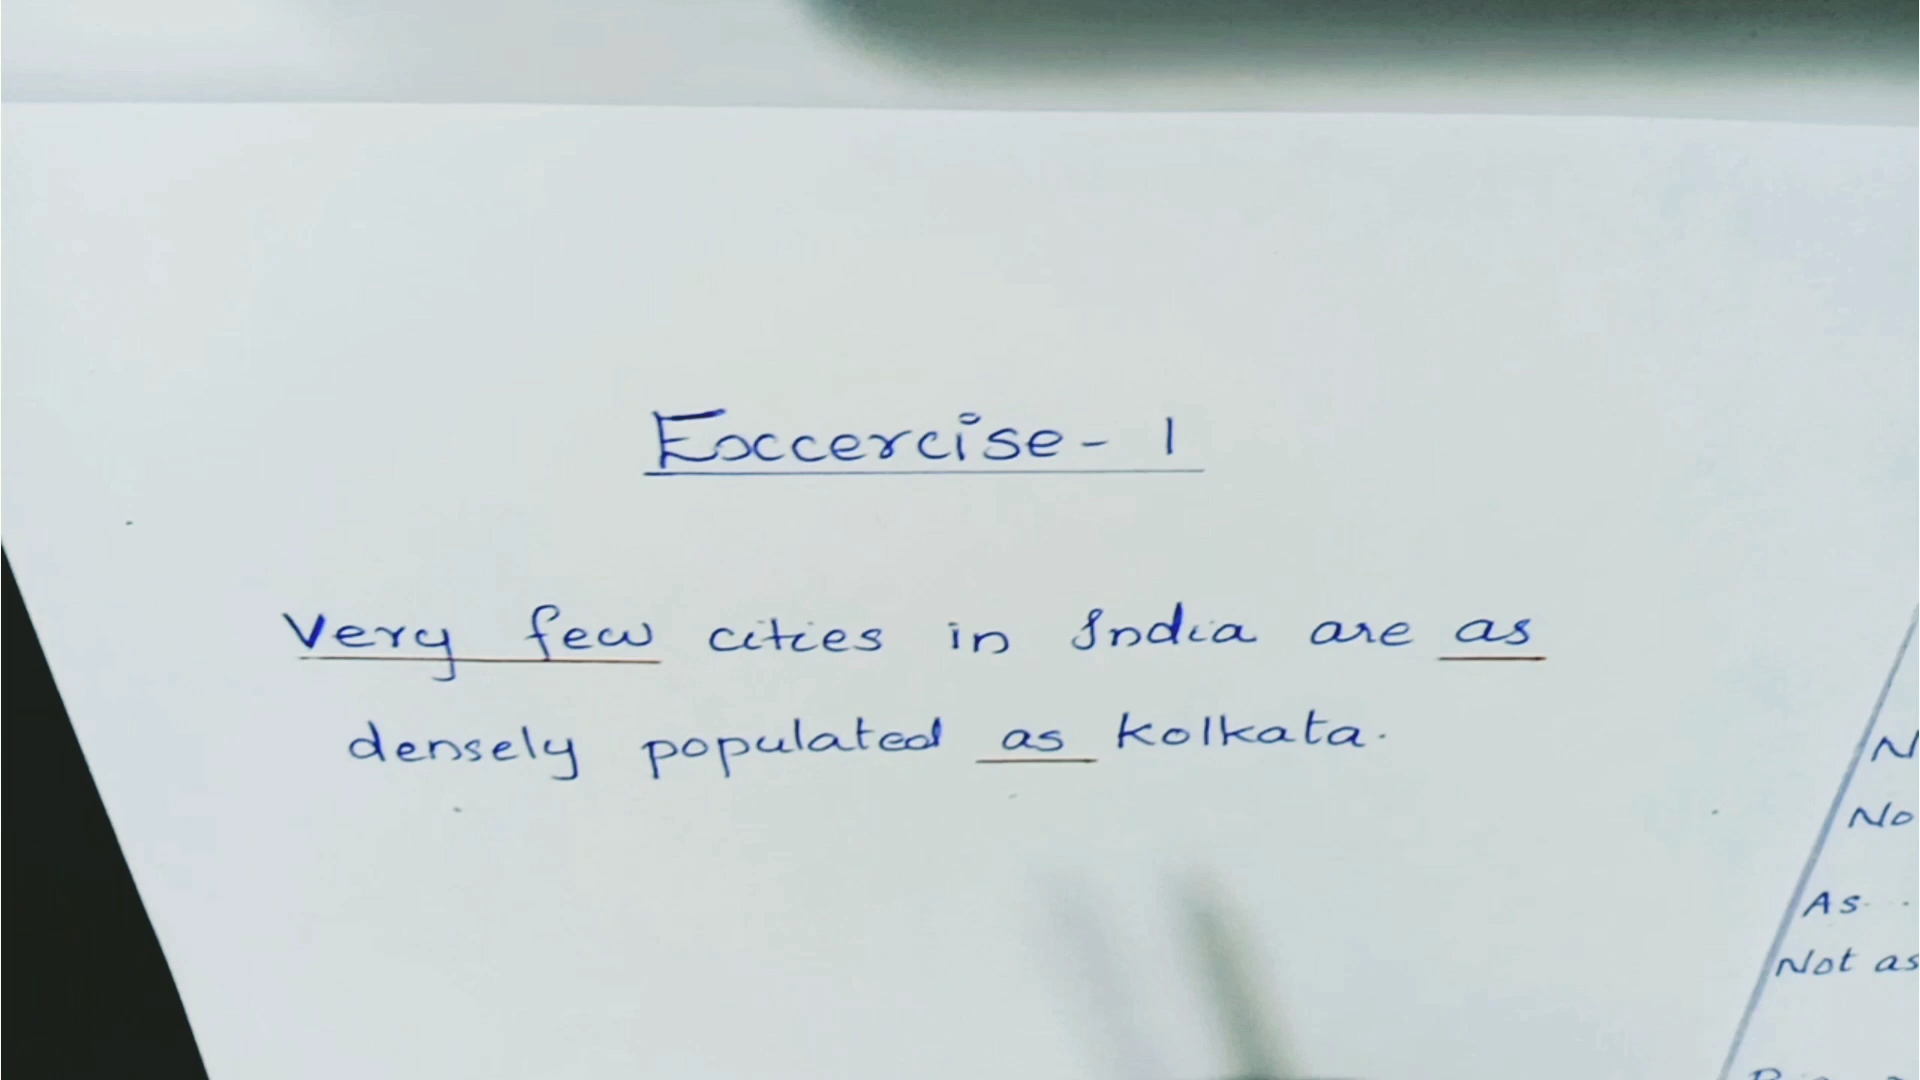 Exccercise - 1
Very few cities in India are as
densely populated as Kolkata.
No
As
Not as